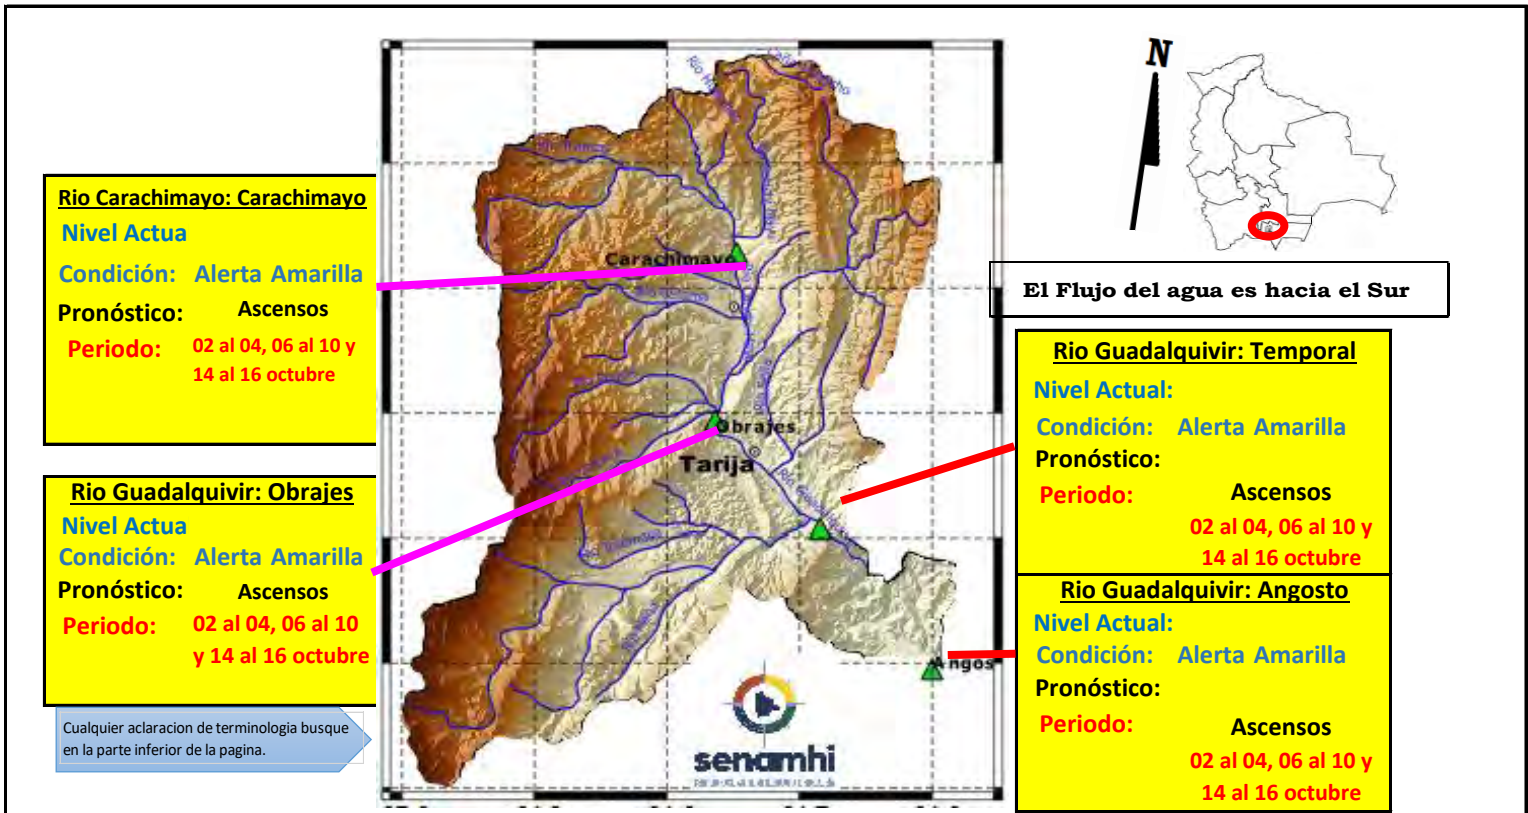 Rio Carachimayo: Carachimayo
Nivel Actua
Condición: Alerta Amarilla
Pronóstico: Ascensos
Periodo: 02 al 04, 06 al 10 y
14 al 16 octubre
Rio Guadalquivir: Obrajes
Nivel Actua
Condición: Alerta Amarilla
Pronóstico: Ascensos
Periodo: 02 al 04, 06 al 10
y 14 al 16 octubre
Cualquier aclaracion de terminologia busque
en la parte inferior de la pagina.
Carachimayo
Obrajes
Tarija
Angos
senamhi
N
El Flujo del agua es hacia el Sur
Rio Guadalquivir: Temporal
Nivel Actual:
Condición: Alerta Amarilla
Pronóstico:
Periodo: Ascensos
02 al 04, 06 al 10 y
14 al 16 octubre
Rio Guadalquivir: Angosto
Nivel Actual:
Condición: Alerta Amarilla
Pronóstico:
Periodo: Ascensos
02 al 04, 06 al 10 y
14 al 16 octubre